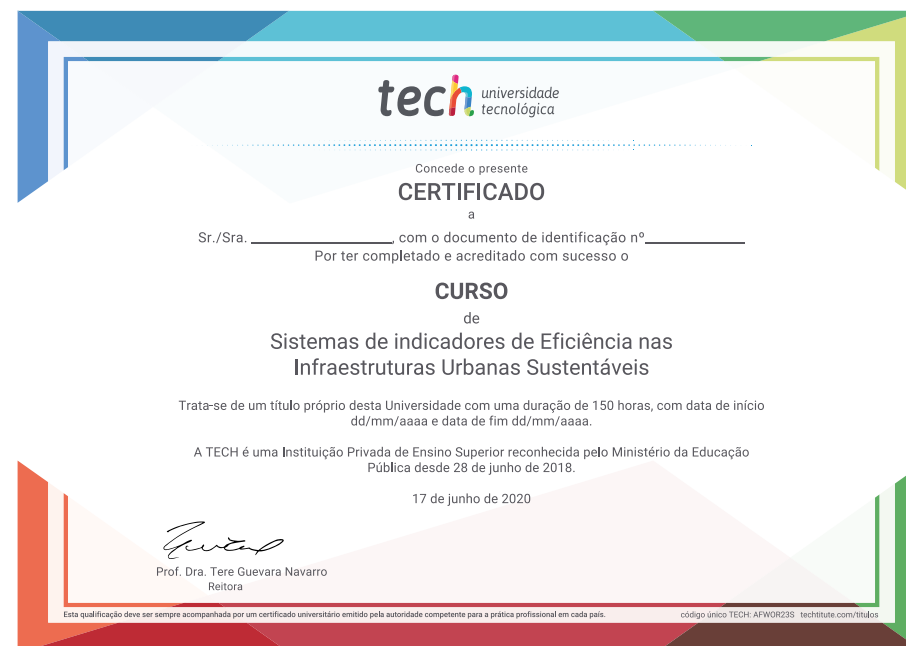 tech universidade
tecnológica
Concede o presente
CERTIFICADO
a
Sr./Sra. ____________, com o documento de identificação nº____________
Por ter completado e acreditado com sucesso o
CURSO
de
Sistemas de indicadores de Eficiência nas
Infraestruturas Urbanas Sustentáveis
Trata-se de um título próprio desta Universidade com uma duração de 150 horas, com data de início
dd/mm/aaaa e data de fim dd/mm/aaaa.
A TECH é uma Instituição Privada de Ensino Superior reconhecida pelo Ministério da Educação
Pública desde 28 de junho de 2018.
17 de junho de 2020
Prof. Dra. Tere Guevara Navarro
Reitora
Esta qualificação deve ser sempre acompanhada por um certificado universitário emitido pela autoridade competente para a prática profissional em cada país.
código único TECH: AFWOR23S techtitute.com/titulos